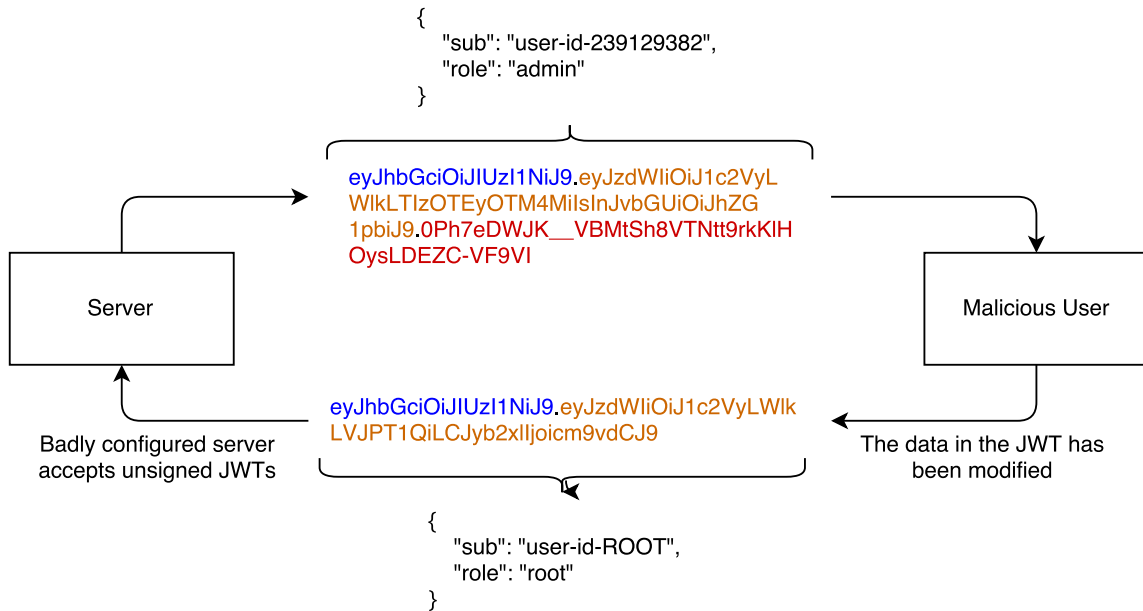 {
"sub": "user-id-239129382",
"role": "admin"
}
eyJhbGciOiJIUzI1NiJ9.eyJzdWIiOiJ1c2VyL
WlkLTIzOTEyOTM4MiIsInJvbGUiOiJhZG
1pbiJ9.0Ph7eDWJK__VBMtSh8VTNtt9rkKlH
OysLDEZC-VF9VI
Server
Malicious User
eyJhbGciOiJIUzI1NiJ9.eyJzdWIiOiJ1c2VyLWlk
LVJPT1QiLCJyb2xlIjoicm9vdCJ9
Badly configured server
accepts unsigned JWTs
The data in the JWT has
been modified
{
"sub": "user-id-ROOT",
"role": "root"
}